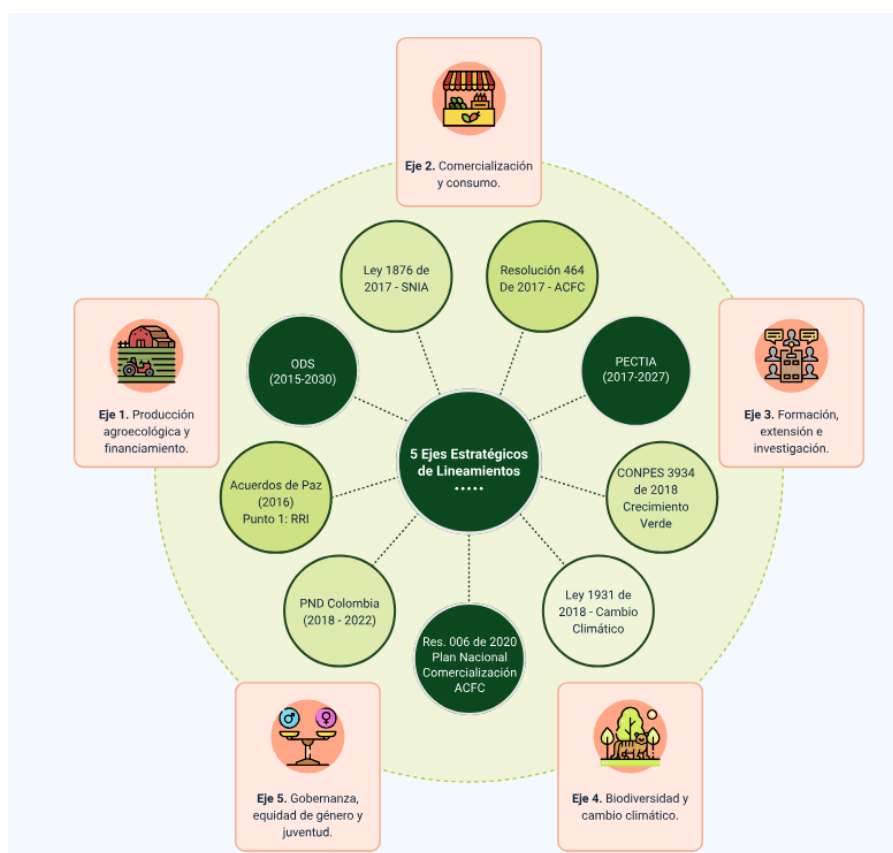 Eje 2. Comercialización
y consumo.
Ley 1876 de
2017 - SNIA
Resolución 464
De 2017 - ACFC
ODS
(2015-2030)
PECTIA
(2017-2027)
Eje 1. Producción
agroecológica y
financiamiento.
5 Ejes Estratégicos
de Lineamientos
Eje 3. Formación,
extensión e
investigación.
Acuerdos de Paz
(2016)
Punto 1: RRI
CONPES 3934
de 2018
Crecimiento
Verde
PND Colombia
(2018 - 2022)
Ley 1931 de
2018 - Cambio
Climático
Res. 006 de 2020
Plan Nacional
Comercialización
ACFC
Eje 5. Gobernanza,
equidad de género y
juventud.
Eje 4. Biodiversidad y
cambio climático.